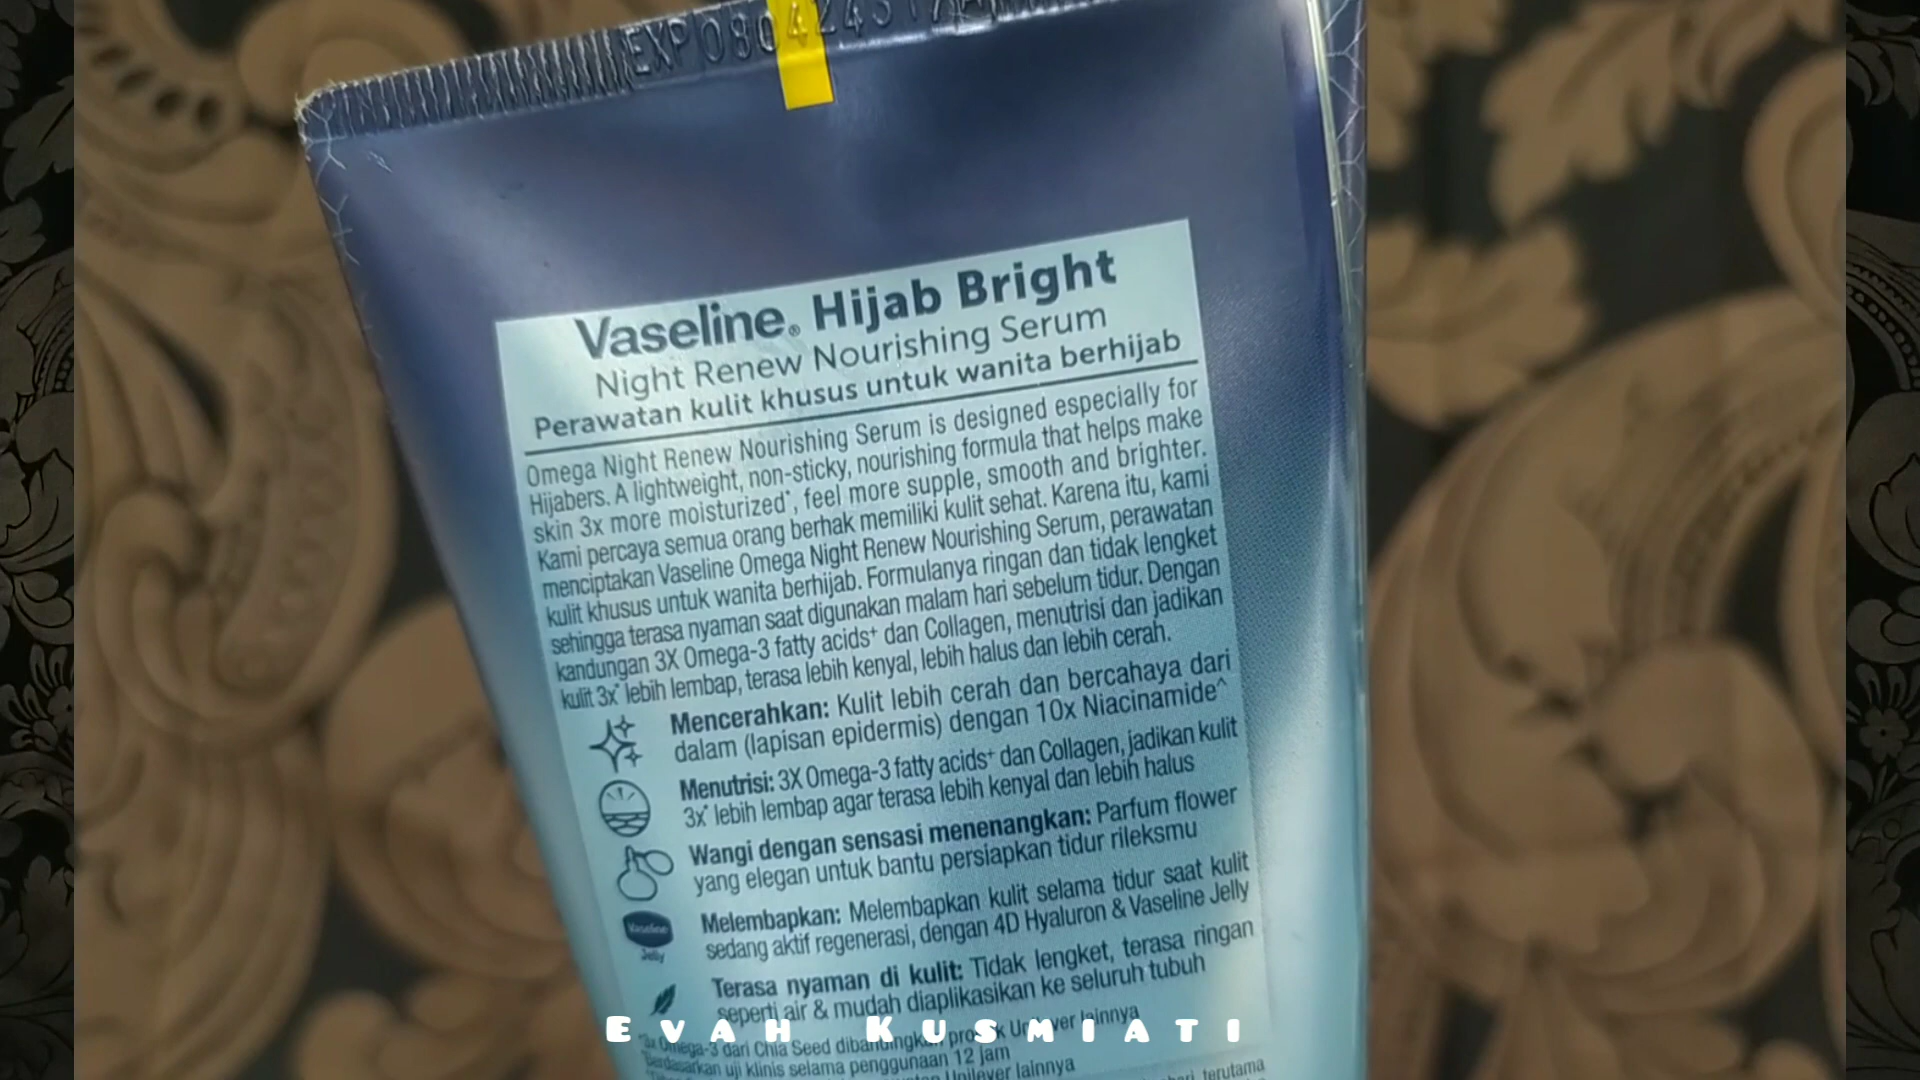 EXP 080424
Vaseline® Hijab Bright
Night Renew Nourishing Serum
Perawatan kulit khusus untuk wanita berhijab
Omega Night Renew Nourishing Serum is designed especially for
Hijabers. A lightweight, non-sticky, nourishing formula that helps make
skin 3x more moisturized*, feel more supple, smooth and brighter.
Kami percaya semua orang berhak memiliki kulit sehat. Karena itu, kami
menciptakan Vaseline Omega Night Renew Nourishing Serum, perawatan
kulit khusus untuk wanita berhijab. Formulanya ringan dan tidak lengket
sehingga terasa nyaman saat digunakan malam hari sebelum tidur. Dengan
kandungan 3X Omega-3 fatty acids+ dan Collagen, menutrisi dan jadikan
kulit 3x* lebih lembap, terasa lebih kenyal, lebih halus dan lebih cerah.
Mencerahkan: Kulit lebih cerah dan bercahaya dari
dalam (lapisan epidermis) dengan 10x Niacinamide^
Menutrisi: 3X Omega-3 fatty acids+ dan Collagen, jadikan kulit
3x* lebih lembap agar terasa lebih kenyal dan lebih halus
Wangi dengan sensasi menenangkan: Parfum flower
yang elegan untuk bantu persiapkan tidur rileksmu
Vaseline
Jelly
Melembapkan: Melembapkan kulit selama tidur saat kulit
sedang aktif regenerasi, dengan 4D Hyaluron & Vaseline Jelly
Terasa nyaman di kulit: Tidak lengket, terasa ringan
seperti air & mudah diaplikasikan ke seluruh tubuh
Evah Kusmiati
Omega-3 dari Chia Seed dibandingkan lainnya
Berdasarkan uji klinis selama penggunaan 12 jam
Unilever lainnya
terutama